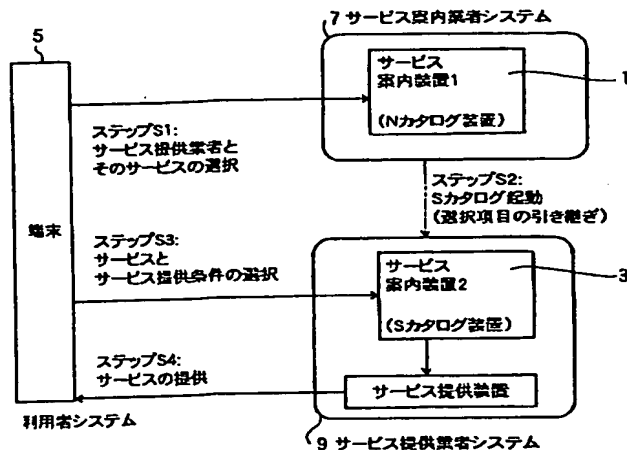 7 サービス案内業者システム
5
サービス
案内装置1
(Nカタログ装置)
1
ステップS1:
サービス提供業者と
そのサービスの選択
ステップS2:
Sカタログ起動
(選択項目の引き継ぎ)
端末
ステップS3:
サービスと
サービス提供条件の選択
サービス
案内装置2
(Sカタログ装置)
3
ステップS4:
サービスの提供
サービス提供装置
利用者システム
9 サービス提供業者システム